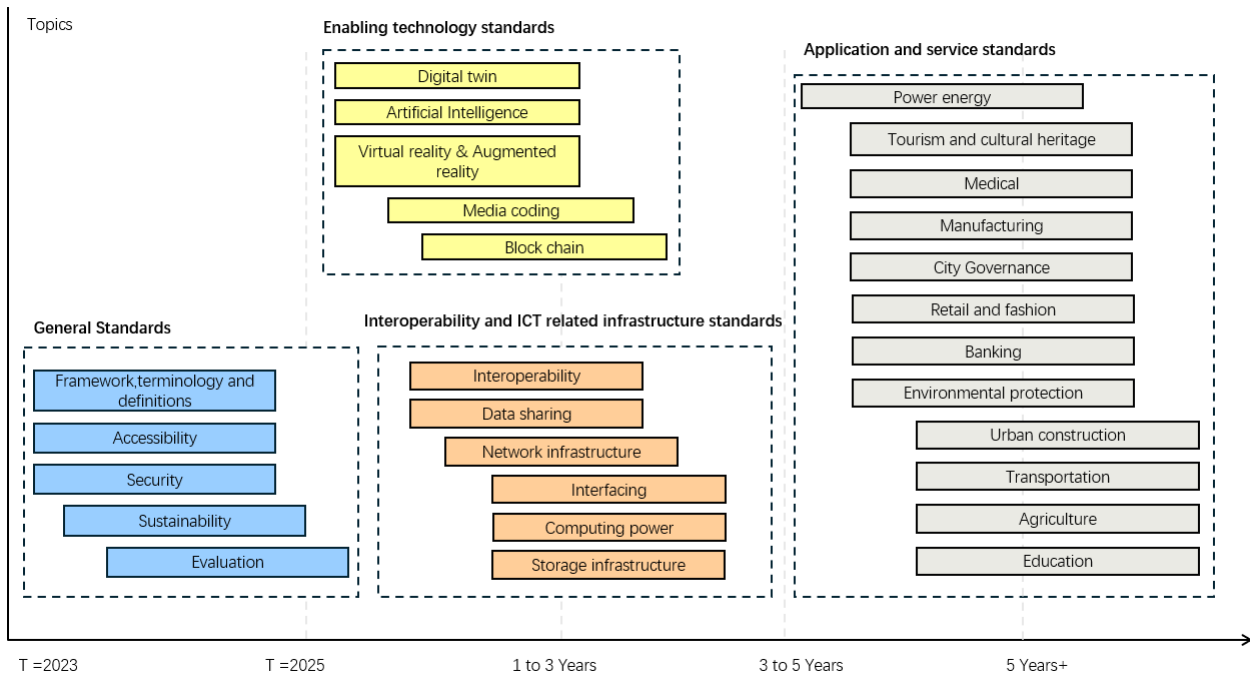 Topics
Enabling technology standards
Digital twin
Artificial Intelligence
Virtual reality & Augmented
reality
Media coding
Block chain
Application and service standards
Power energy
Tourism and cultural heritage
Medical
Manufacturing
City Governance
Retail and fashion
Banking
Environmental protection
Urban construction
Transportation
Agriculture
Education
General Standards
Framework,terminology and
definitions
Accessibility
Security
Sustainability
Evaluation
Interoperability and ICT related infrastructure standards
Interoperability
Data sharing
Network infrastructure
Interfacing
Computing power
Storage infrastructure
T =2023
T =2025
1 to 3 Years
3 to 5 Years
5 Years+